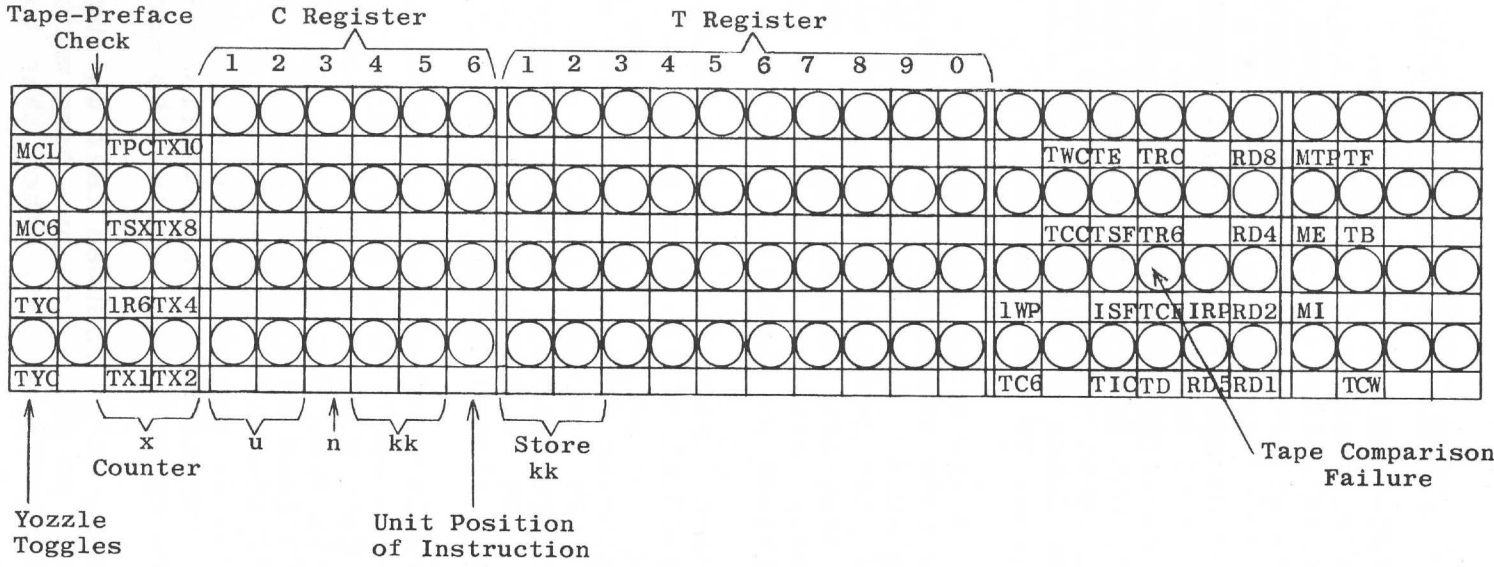 Tape-Preface
Check
C Register
T Register
1 2 3 4 5 6 1 2 3 4 5 6 7 8 9 0
MCL TPC TX10 TWC TE TRC RD8 MTP TF
MC6 TSX TX8 TCC TSF TR6 RD4 ME TB
TYC 1R6 TX4 1WP ISF TCF IRP RD2 MI
TYC TX1 TX2 TC6 TIC TD RD5 RD1 TCW
x
Counter
u
n
kk
Store
kk
Tape Comparison
Failure
Yozzle
Toggles
Unit Position
of Instruction